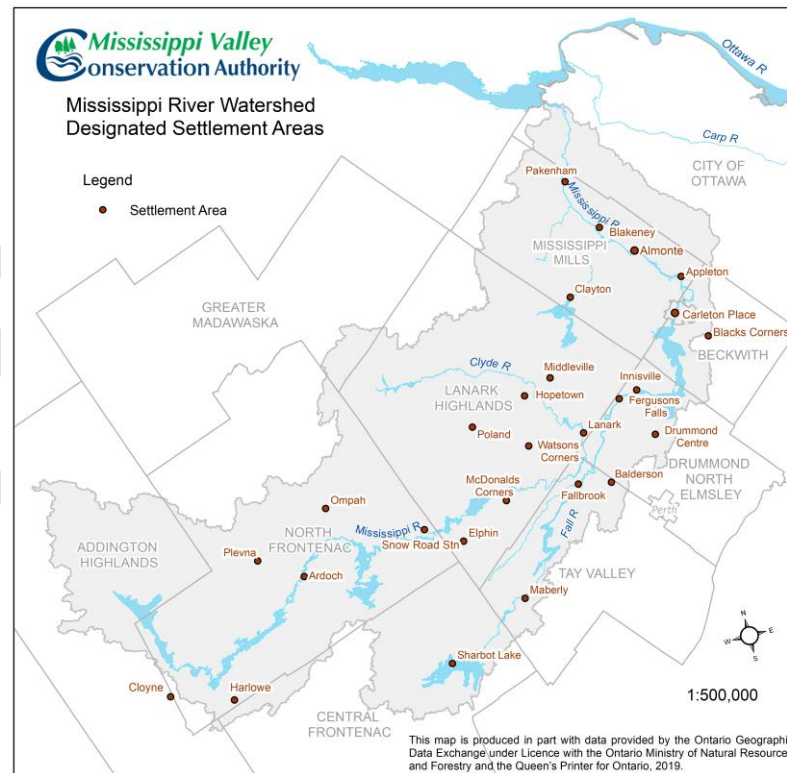 Mississippi Valley
Conservation Authority
Mississippi River Watershed
Designated Settlement Areas
Legend
Settlement Area
Ottawa R
Carp R
CITY OF
OTTAWA
Pakenham
Mississippi R
Blakeney
MISSISSIPPI
MILLS
Almonte
Appleton
Clayton
GREATER
MADAWASKA
Carleton Place
Blacks Corners
BECKWITH
Clyde R
Middleville
Innisville
LANARK
HIGHLANDS
Hopetown
Fergusons
Falls
Poland
Lanark
Watsons
Corners
Drummond
Centre
DRUMMOND
NORTH
ELMSLEY
McDonalds
Corners
Balderson
Fallbrook
Perth
Ompah
NORTH
FRONTENAC
Mississippi R
Snow Road Stn
Elphin
Fall R
ADDINGTON
HIGHLANDS
Plevna
Ardoch
TAY VALLEY
Maberly
N
W
E
S
Sharbot Lake
Cloyne
Harlowe
1:500,000
CENTRAL
FRONTENAC
This map is produced in part with data provided by the Ontario Geographi
Data Exchange under Licence with the Ontario Ministry of Natural Resource
and Forestry and the Queen's Printer for Ontario, 2019.